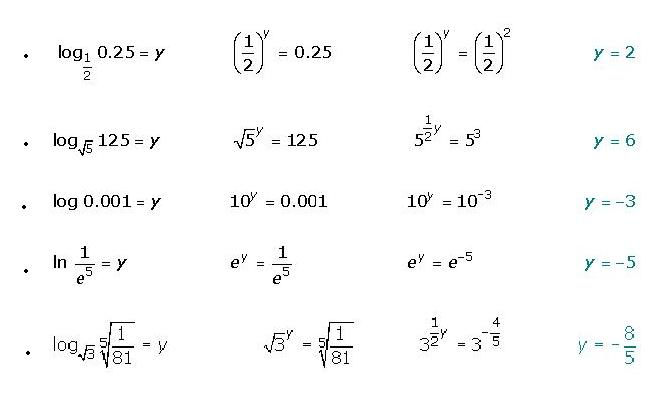 • log_{1/2} 0.25 = y    (1/2)^y = 0.25    (1/2)^y = (1/2)^2    y = 2
• log_{√5} 125 = y    √5^y = 125    5^{1/2 y} = 5^3    y = 6
• log 0.001 = y    10^y = 0.001    10^y = 10^{-3}    y = -3
• ln 1/e^5 = y    e^y = 1/e^5    e^y = e^{-5}    y = -5
• log_{√3} ⁵√(1/81) = y    √3^y = ⁵√(1/81)    3^{1/2 y} = 3^{-4/5}    y = -8/5